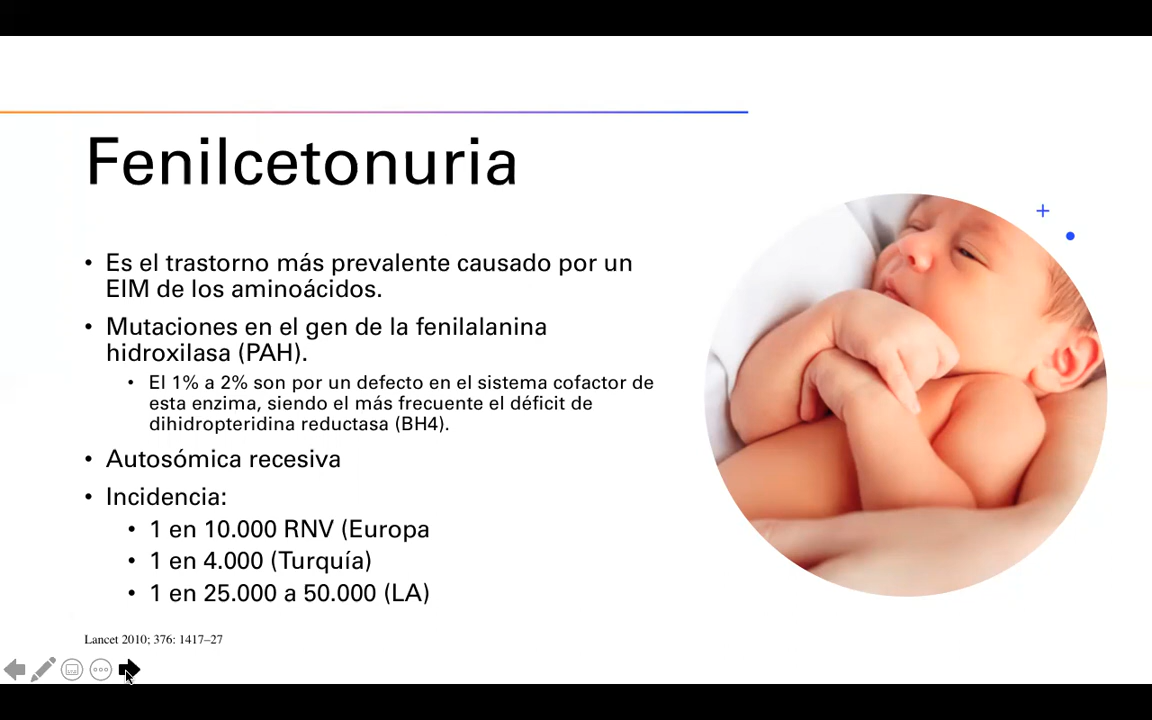 Fenilcetonuria
• Es el trastorno más prevalente causado por un
EIM de los aminoácidos.
• Mutaciones en el gen de la fenilalanina
hidroxilasa (PAH).
• El 1% a 2% son por un defecto en el sistema cofactor de
esta enzima, siendo el más frecuente el déficit de
dihidropteridina reductasa (BH4).
• Autosómica recesiva
• Incidencia:
• 1 en 10.000 RNV (Europa
• 1 en 4.000 (Turquía)
• 1 en 25.000 a 50.000 (LA)
Lancet 2010; 376: 1417–27